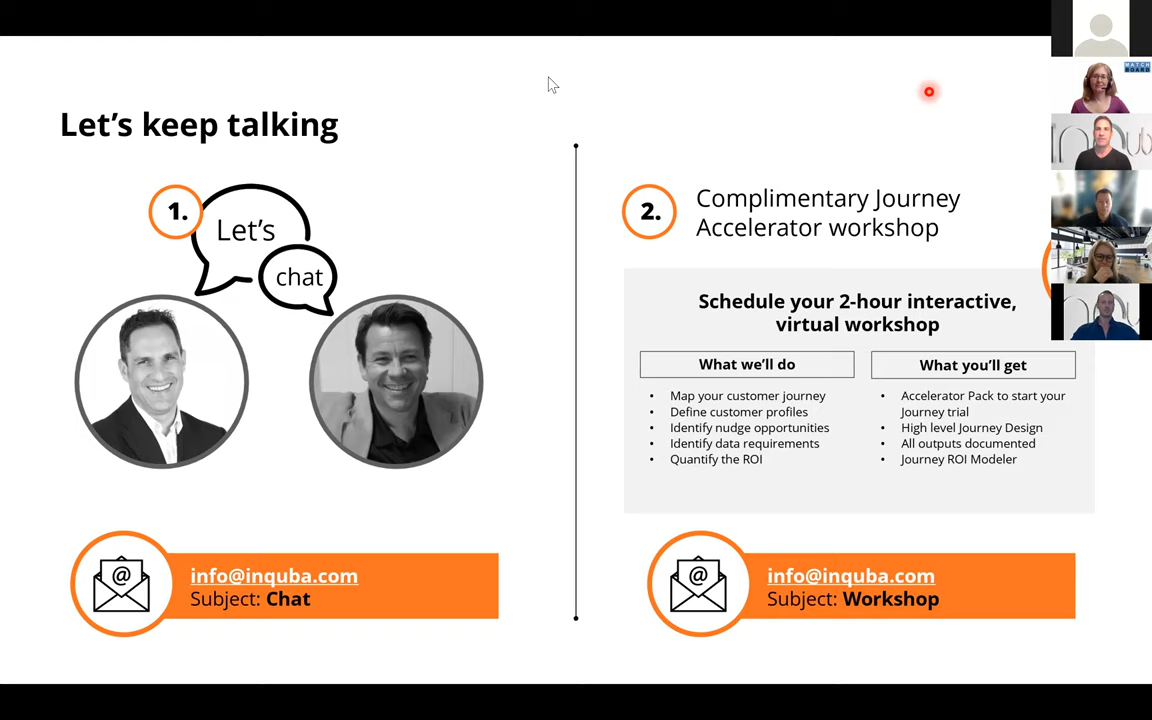 Let's keep talking
1.
Let's
chat
info@inquba.com
Subject: Chat
2.
Complimentary Journey
Accelerator workshop
Schedule your 2-hour interactive,
virtual workshop
What we'll do
• Map your customer journey
• Define customer profiles
• Identify nudge opportunities
• Identify data requirements
• Quantify the ROI
What you'll get
• Accelerator Pack to start your
Journey trial
• High level Journey Design
• All outputs documented
• Journey ROI Modeler
info@inquba.com
Subject: Workshop
MATCH
BOARD